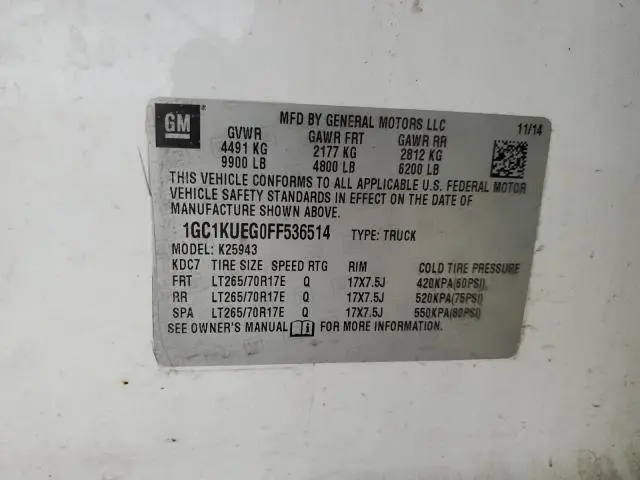 GM
MFD BY GENERAL MOTORS LLC
11/14
GVWR GAWR FRT GAWR RR
4491 KG 2177 KG 2812 KG
9900 LB 4800 LB 6200 LB
THIS VEHICLE CONFORMS TO ALL APPLICABLE U.S. FEDERAL MOTOR
VEHICLE SAFETY STANDARDS IN EFFECT ON THE DATE OF
MANUFACTURE SHOWN ABOVE.
1GC1KUEG0FF536514 TYPE: TRUCK
MODEL: K25943
KDC7 TIRE SIZE SPEED RTG RIM COLD TIRE PRESSURE
FRT LT265/70R17E Q 17X7.5J 420KPA(60PSI)
RR LT265/70R17E Q 17X7.5J 520KPA(75PSI)
SPA LT265/70R17E Q 17X7.5J 550KPA(80PSI)
SEE OWNER'S MANUAL FOR MORE INFORMATION.